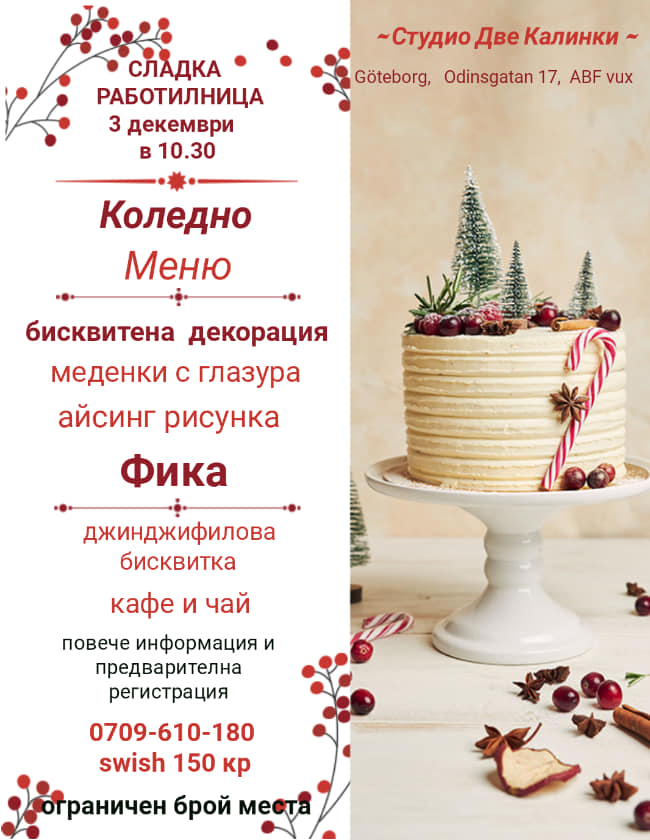 СЛАДКА
РАБОТИЛНИЦА
3 декември
в 10.30
Коледно
Меню
бисквитена декорация
меденки с глазура
айсинг рисунка
Фика
джинджифилова
бисквитка
кафе и чай
повече информация и
предварителна
регистрация
0709-610-180
swish 150 кр
ограничен брой места
~Студио Две Калинки ~
Göteborg, Odinsgatan 17, ABF vux